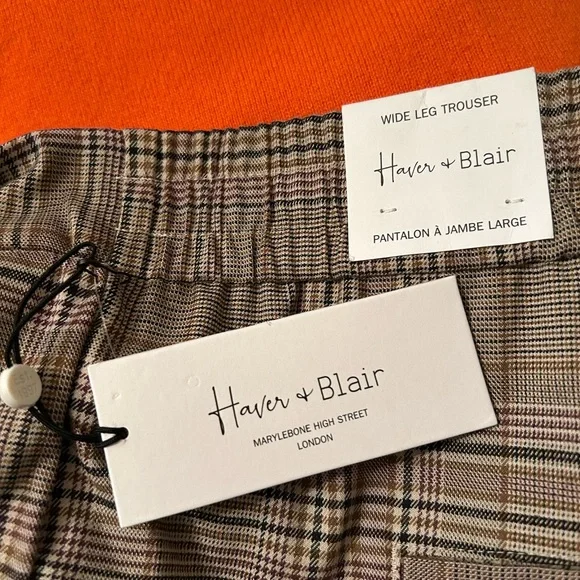 WIDE LEG TROUSER
Haver + Blair
PANTALON À JAMBE LARGE
Haver + Blair
MARYLEBONE HIGH STREET
LONDON